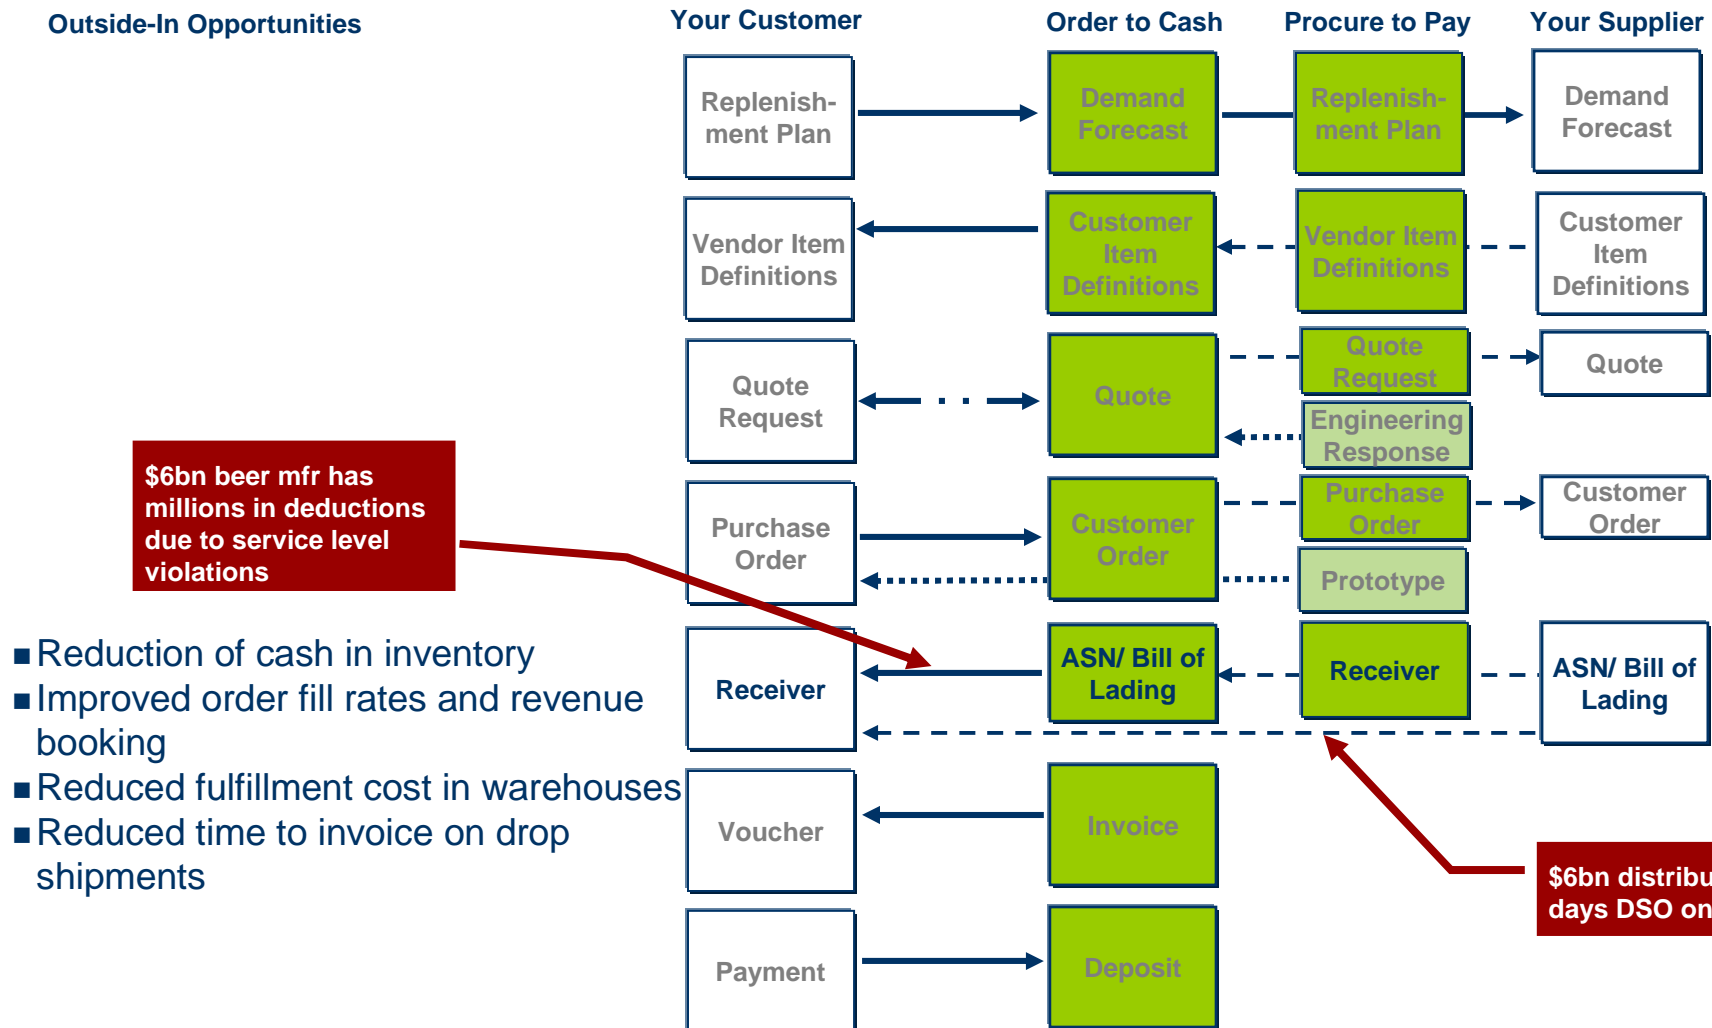 Outside-In Opportunities
Your Customer
Order to Cash
Procure to Pay
Your Supplier
Replenish-
ment Plan
Demand
Forecast
Replenish-
ment Plan
Demand
Forecast
Vendor Item
Definitions
Customer
Item
Definitions
Vendor Item
Definitions
Customer
Item
Definitions
Quote
Request
Quote
Quote
Request
Quote
Engineering
Response
$6bn beer mfr has
millions in deductions
due to service level
violations
Purchase
Order
Customer
Order
Purchase
Order
Customer
Order
Prototype
■ Reduction of cash in inventory
■ Improved order fill rates and revenue
booking
■ Reduced fulfillment cost in warehouses
■ Reduced time to invoice on drop
shipments
Receiver
ASN/ Bill of
Lading
Receiver
ASN/ Bill of
Lading
Voucher
Invoice
$6bn distribu
days DSO on
Payment
Deposit